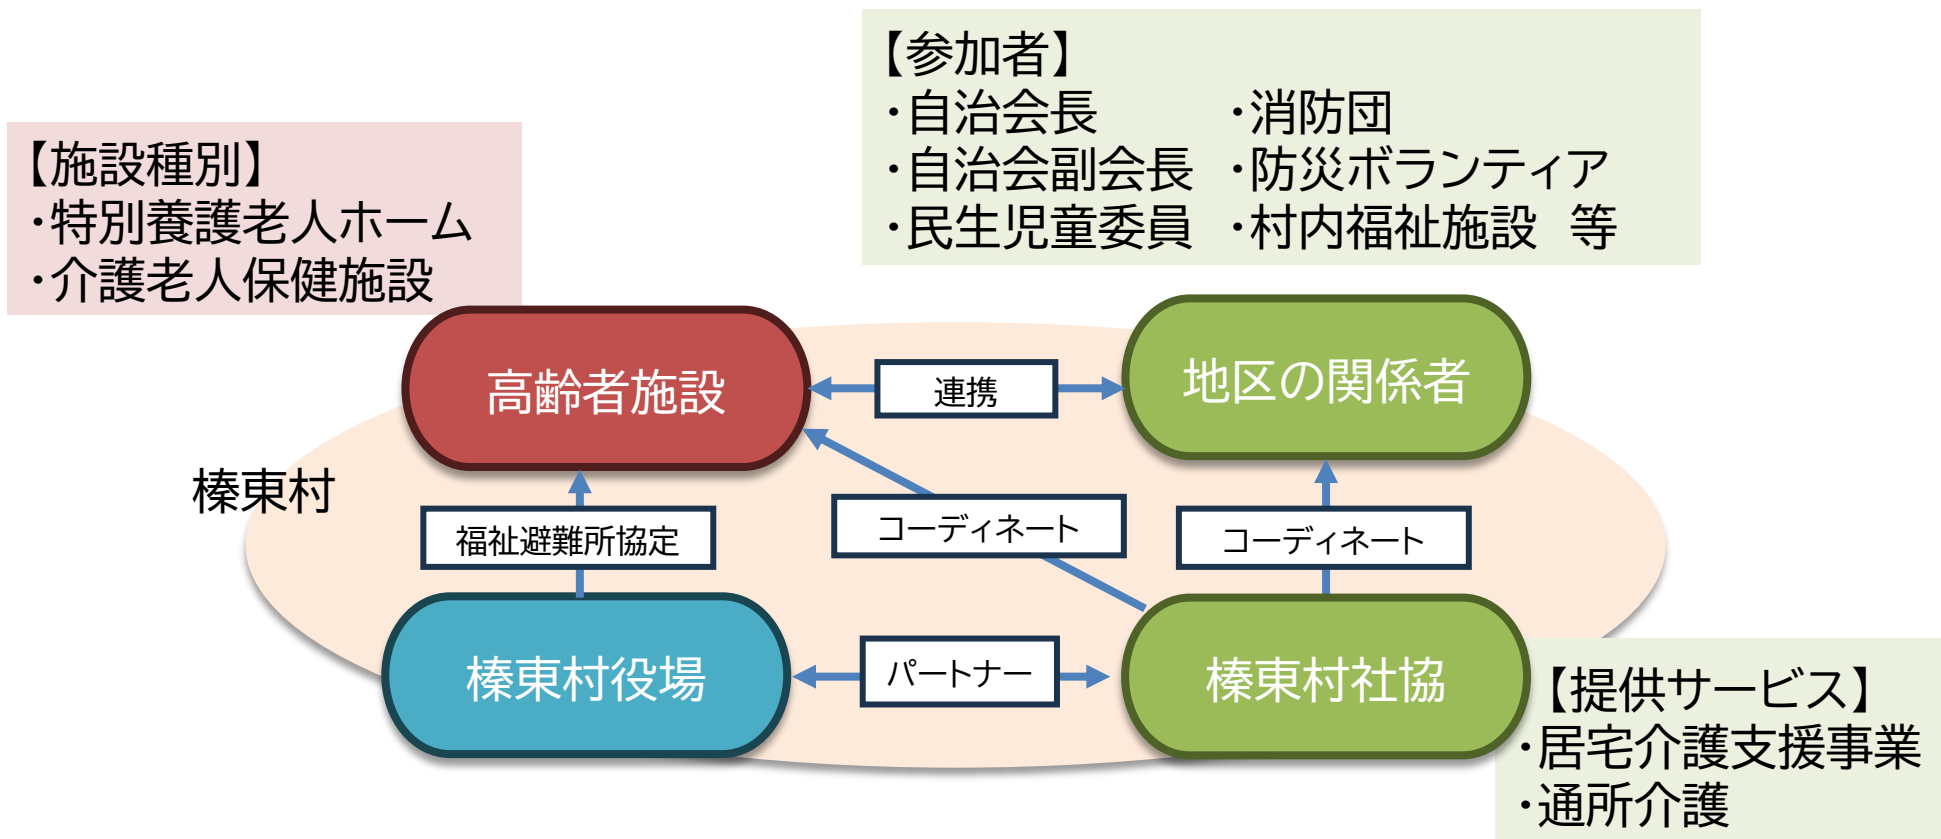 【参加者】
・自治会長　・消防団
・自治会副会長　・防災ボランティア
・民生児童委員　・村内福祉施設　等
【施設種別】
・特別養護老人ホーム
・介護老人保健施設
高齢者施設
連携
地区の関係者
榛東村
福祉避難所協定
コーディネート
コーディネート
榛東村役場
パートナー
榛東村社協
【提供サービス】
・居宅介護支援事業
・通所介護